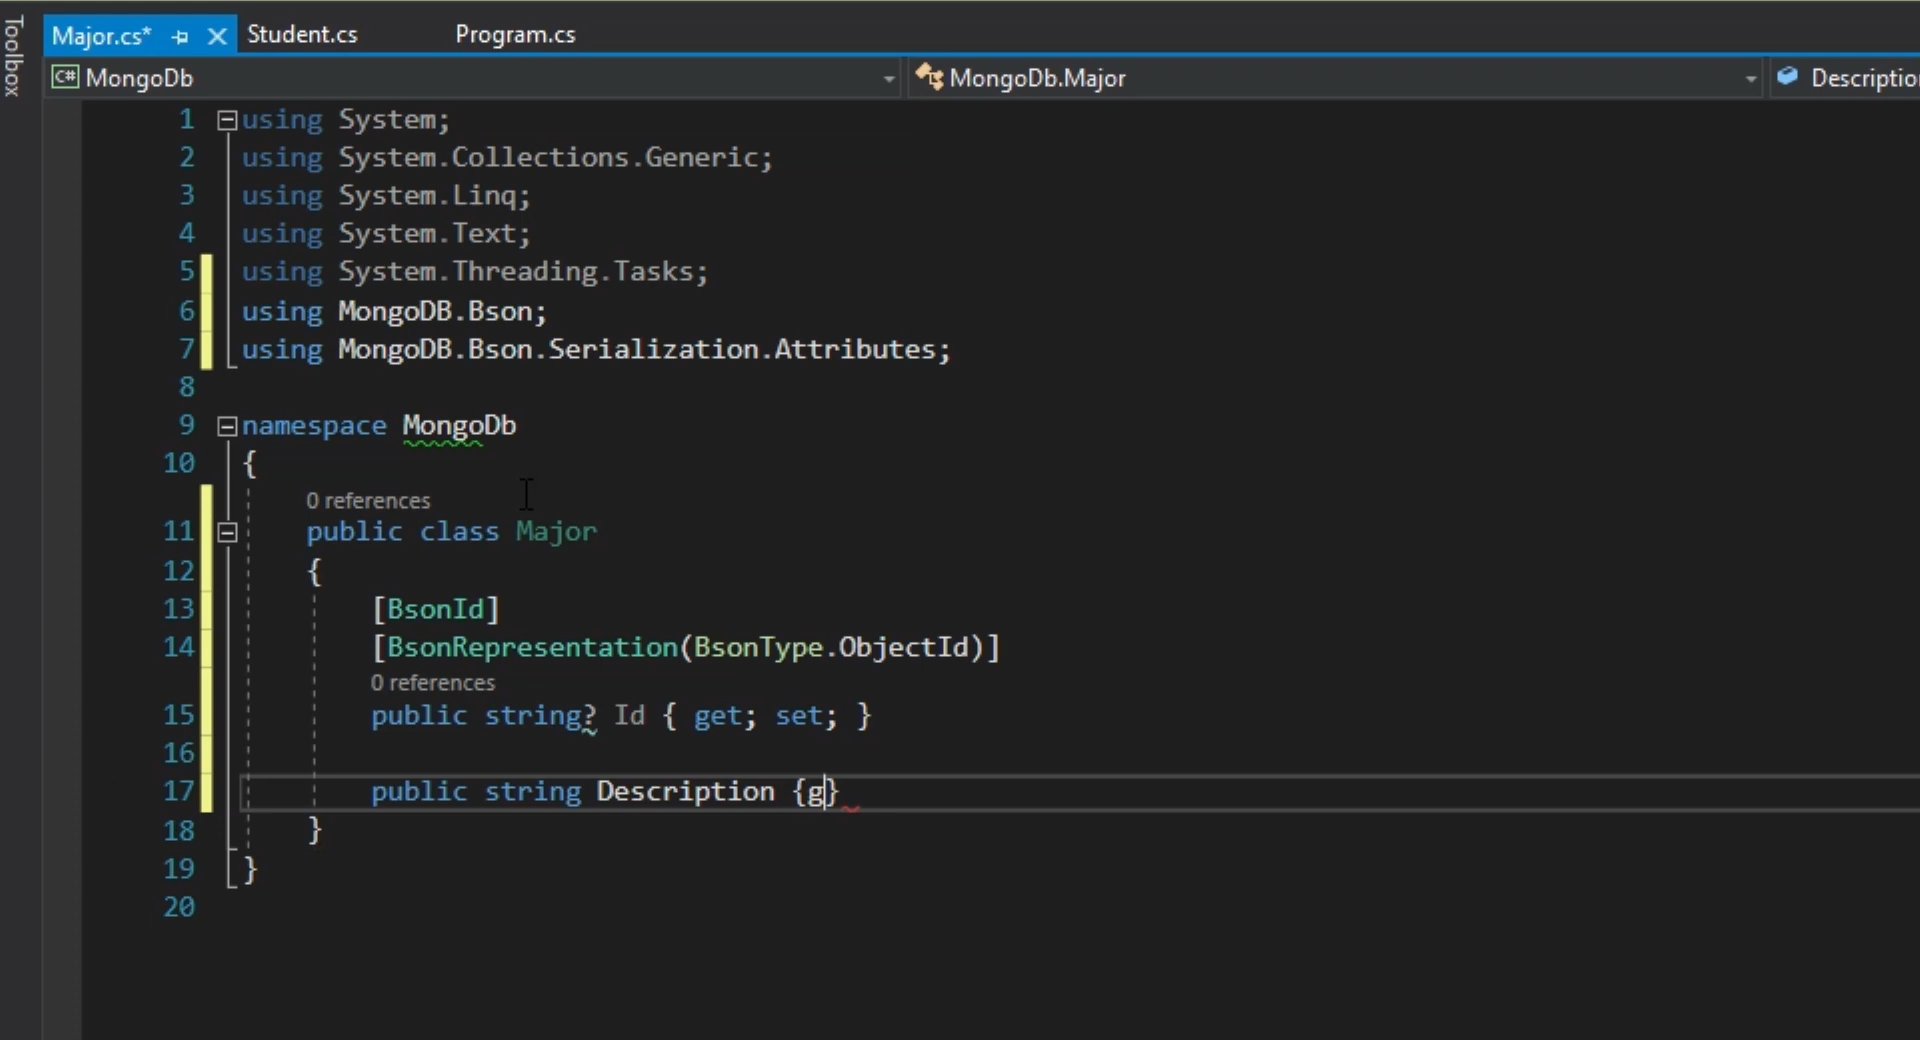 Toolbox
Major.cs* Student.cs Program.cs
C# MongoDb MongoDb.Major Descriptio
1 using System;
2 using System.Collections.Generic;
3 using System.Linq;
4 using System.Text;
5 using System.Threading.Tasks;
6 using MongoDB.Bson;
7 using MongoDB.Bson.Serialization.Attributes;
8
9 namespace MongoDb
10 {
0 references
11 public class Major
12 {
13 [BsonId]
14 [BsonRepresentation(BsonType.ObjectId)]
0 references
15 public string? Id { get; set; }
16
17 public string Description {g}
18 }
19 }
20